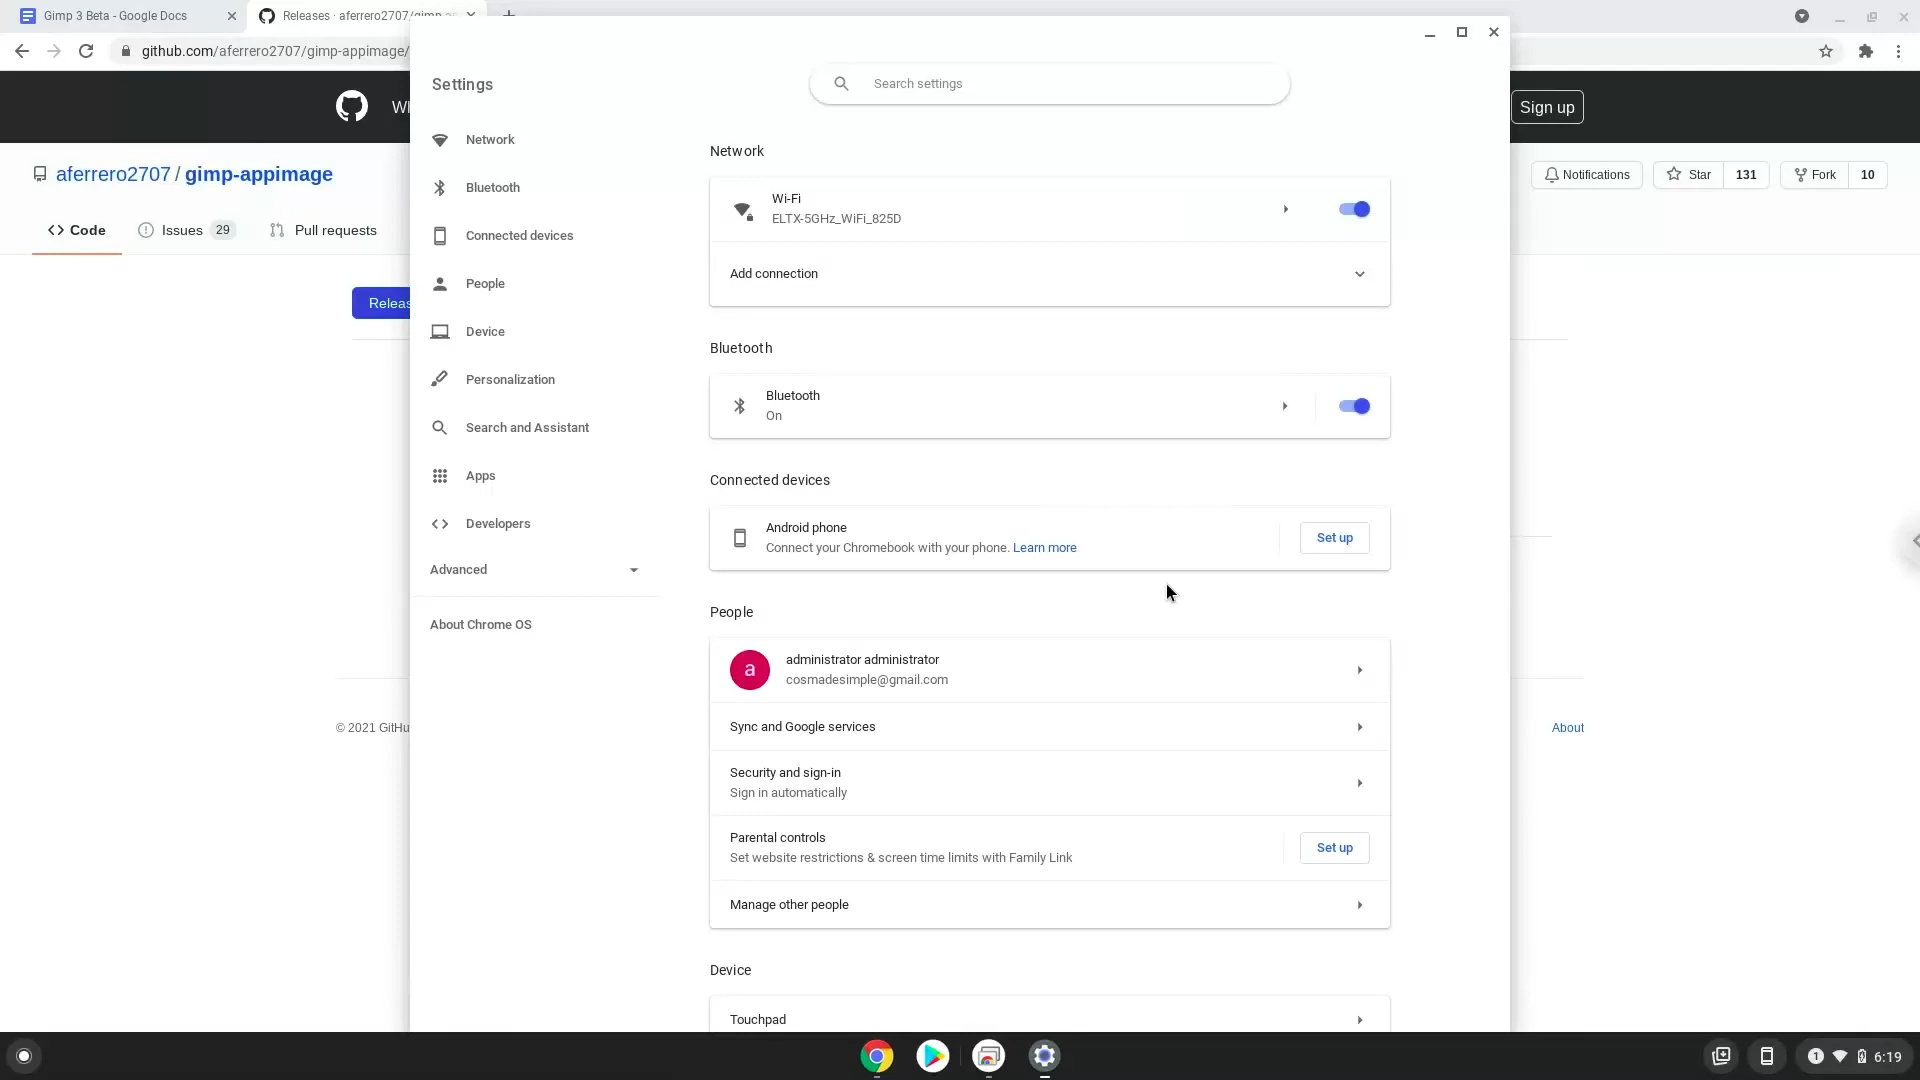 Gimp 3 Beta - Google Docs
Releases · aferrero2707/gimp-ap
github.com/aferrero2707/gimp-appimage/
Wh
Sign up
aferrero2707 / gimp-appimage
Notifications
Star 131
Fork 10
Code
Issues 29
Pull requests
Releas
© 2021 GitHu
About
Settings
Search settings
Network
Bluetooth
Connected devices
People
Device
Personalization
Search and Assistant
Apps
Developers
Advanced
About Chrome OS
Network
Wi-Fi
ELTX-5GHz_WiFi_825D
Add connection
Bluetooth
Bluetooth
On
Connected devices
Android phone
Connect your Chromebook with your phone. Learn more
Set up
People
a
administrator administrator
cosmadesimple@gmail.com
Sync and Google services
Security and sign-in
Sign in automatically
Parental controls
Set website restrictions & screen time limits with Family Link
Set up
Manage other people
Device
Touchpad
1
6:19